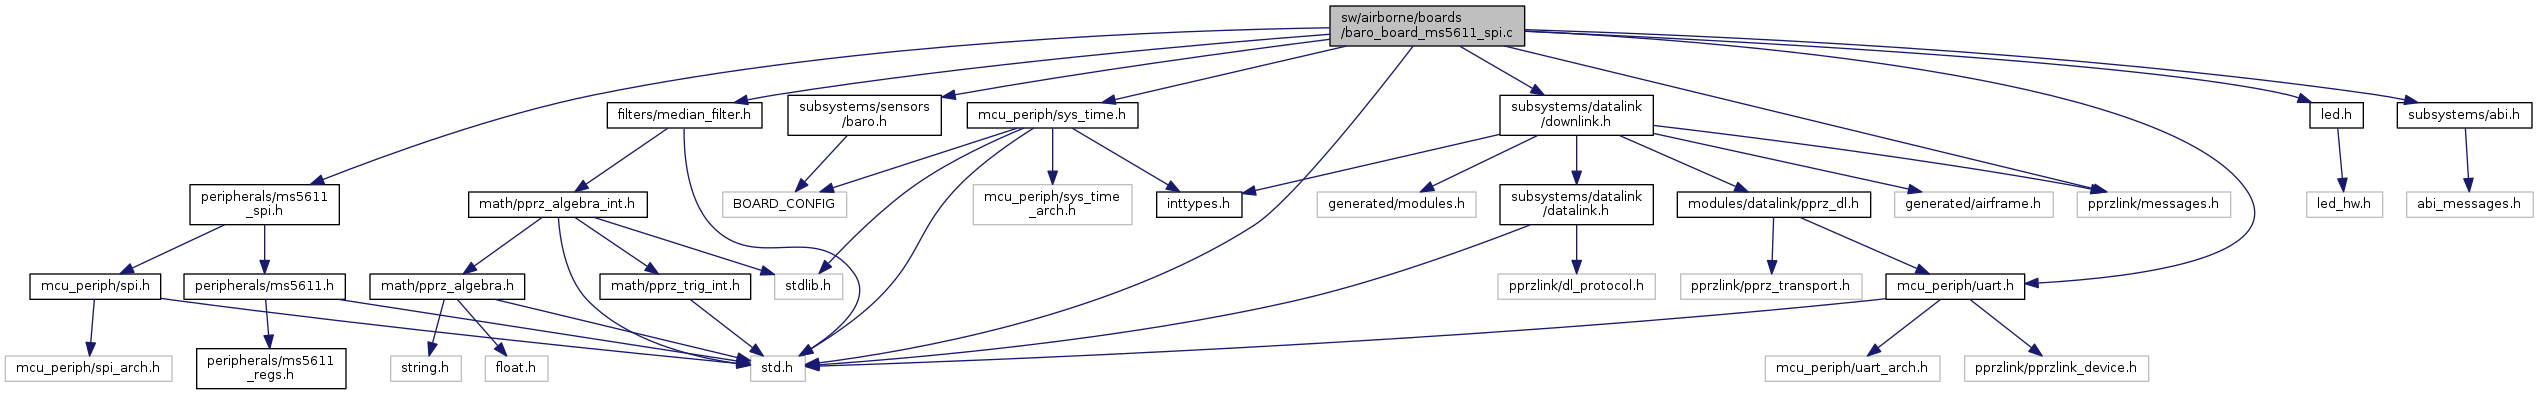 sw/airborne/boards
/baro_board_ms5611_spi.c
filters/median_filter.h
subsystems/sensors
/baro.h
mcu_periph/sys_time.h
subsystems/datalink
/downlink.h
led.h
subsystems/abi.h
peripherals/ms5611
_spi.h
math/pprz_algebra_int.h
BOARD_CONFIG
mcu_periph/sys_time
_arch.h
inttypes.h
generated/modules.h
subsystems/datalink
/datalink.h
modules/datalink/pprz_dl.h
generated/airframe.h
pprzlink/messages.h
led_hw.h
abi_messages.h
mcu_periph/spi.h
peripherals/ms5611.h
math/pprz_algebra.h
math/pprz_trig_int.h
stdlib.h
pprzlink/dl_protocol.h
pprzlink/pprz_transport.h
mcu_periph/uart.h
mcu_periph/spi_arch.h
peripherals/ms5611
_regs.h
string.h
float.h
std.h
mcu_periph/uart_arch.h
pprzlink/pprzlink_device.h